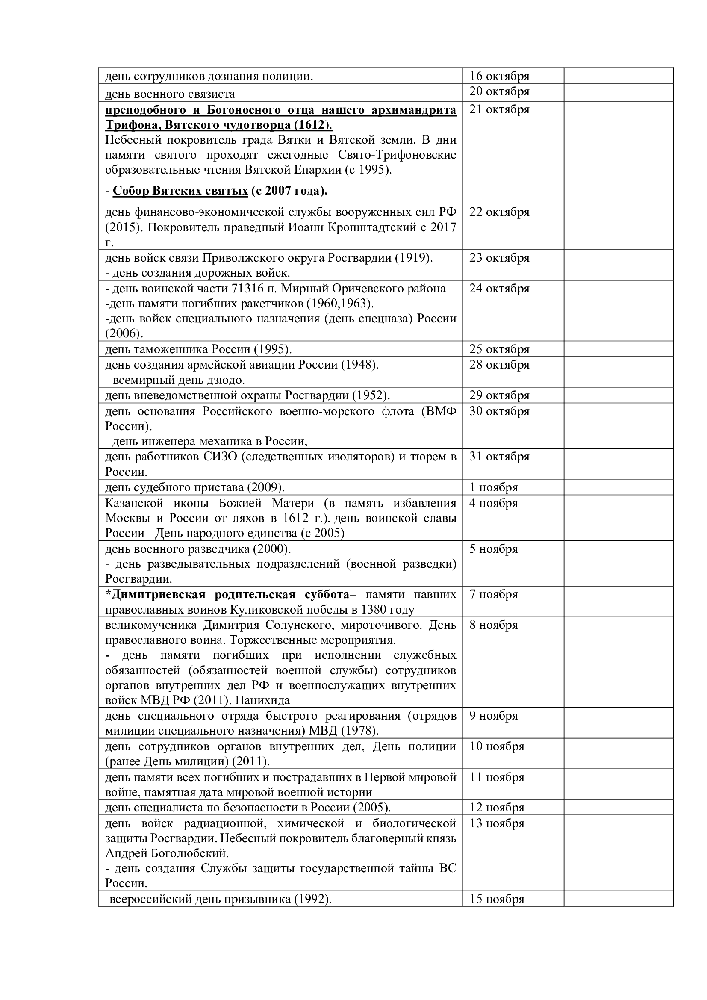 день сотрудников дознания полиции. 16 октября
день военного связиста 20 октября
преподобного и Богоносного отца нашего архимандрита 21 октября
Трифона, Вятского чудотворца (1612).
Небесный покровитель града Вятки и Вятской земли. В дни
памяти святого проходят ежегодные Свято-Трифоновские
образовательные чтения Вятской Епархии (с 1995).
- Собор Вятских святых (с 2007 года).
день финансово-экономической службы вооруженных сил РФ 22 октября
(2015). Покровитель праведный Иоанн Кронштадтский с 2017
г.
день войск связи Приволжского округа Росгвардии (1919). 23 октября
- день создания дорожных войск.
- день воинской части 71316 п. Мирный Оричевского района 24 октября
-день памяти погибших ракетчиков (1960,1963).
-день войск специального назначения (день спецназа) России
(2006).
день таможенника России (1995). 25 октября
день создания армейской авиации России (1948). 28 октября
- всемирный день дзюдо.
день вневедомственной охраны Росгвардии (1952). 29 октября
день основания Российского военно-морского флота (ВМФ 30 октября
России).
- день инженера-механика в России,
день работников СИЗО (следственных изоляторов) и тюрем в 31 октября
России.
день судебного пристава (2009). 1 ноября
Казанской иконы Божией Матери (в память избавления 4 ноября
Москвы и России от ляхов в 1612 г.). день воинской славы
России - День народного единства (с 2005)
день военного разведчика (2000). 5 ноября
- день разведывательных подразделений (военной разведки)
Росгвардии.
*Димитриевская родительская суббота– памяти павших 7 ноября
православных воинов Куликовской победы в 1380 году
великомученика Димитрия Солунского, мироточивого. День 8 ноября
православного воина. Торжественные мероприятия.
- день памяти погибших при исполнении служебных
обязанностей (обязанностей военной службы) сотрудников
органов внутренних дел РФ и военнослужащих внутренних
войск МВД РФ (2011). Панихида
день специального отряда быстрого реагирования (отрядов 9 ноября
милиции специального назначения) МВД (1978).
день сотрудников органов внутренних дел, День полиции 10 ноября
(ранее День милиции) (2011).
день памяти всех погибших и пострадавших в Первой мировой 11 ноября
войне, памятная дата мировой военной истории
день специалиста по безопасности в России (2005). 12 ноября
день войск радиационной, химической и биологической 13 ноября
защиты Росгвардии. Небесный покровитель благоверный князь
Андрей Боголюбский.
- день создания Службы защиты государственной тайны ВС
России.
-всероссийский день призывника (1992). 15 ноября